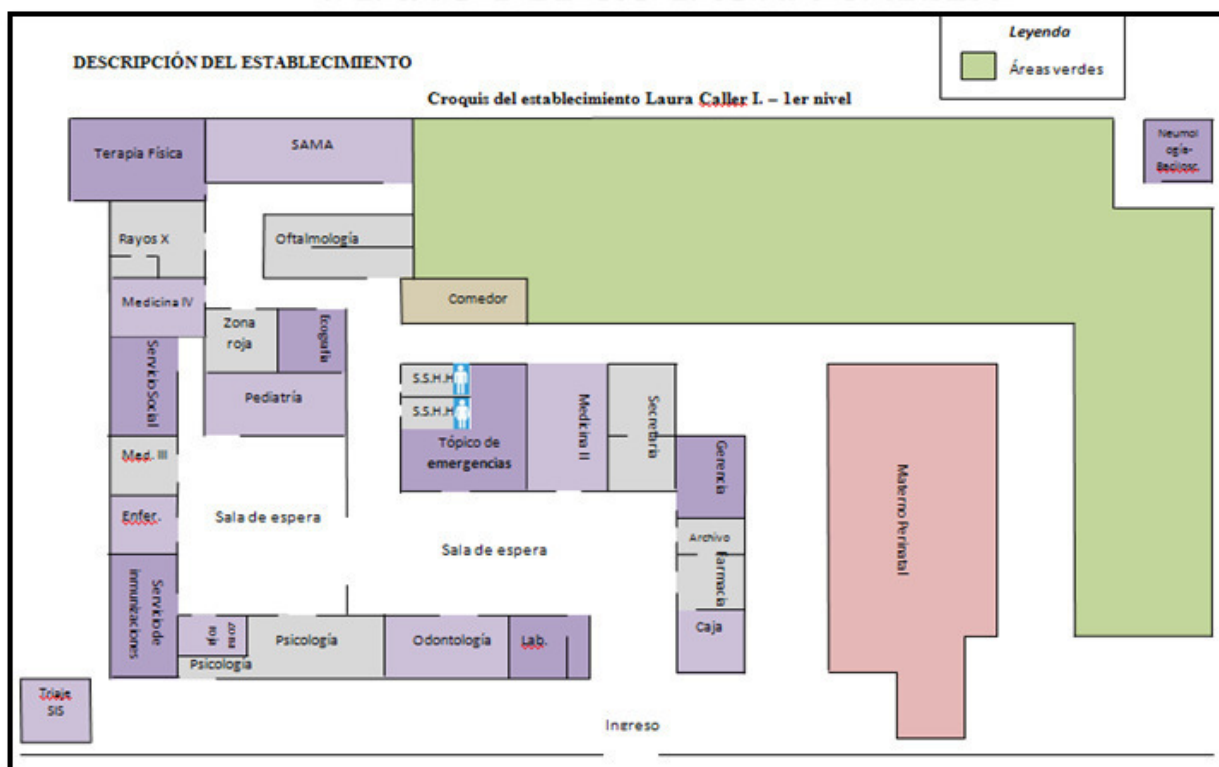 Leyenda
Áreas verdes
DESCRIPCIÓN DEL ESTABLECIMIENTO
Croquis del establecimiento Laura Caller I. – 1er nivel
Terapia Física
SAMA
Neumol
ogía-
Bacilosc.
Rayos X
Oftalmología
Medicina IV
Comedor
Zona
roja
Ecografía
Servicio Social
Pediatría
S.S.H.H
S.S.H.H
Tópico de
emergencias
Medicina II
Secretaria
Med. III
Gerencia
Enfer.
Sala de espera
Sala de espera
Archivo
Farmacia
Materno Perinatal
Servicio de
inmunizaciones
zona
roja
Psicología
Psicología
Odontología
Lab.
Caja
Triaje
SIS
Ingreso